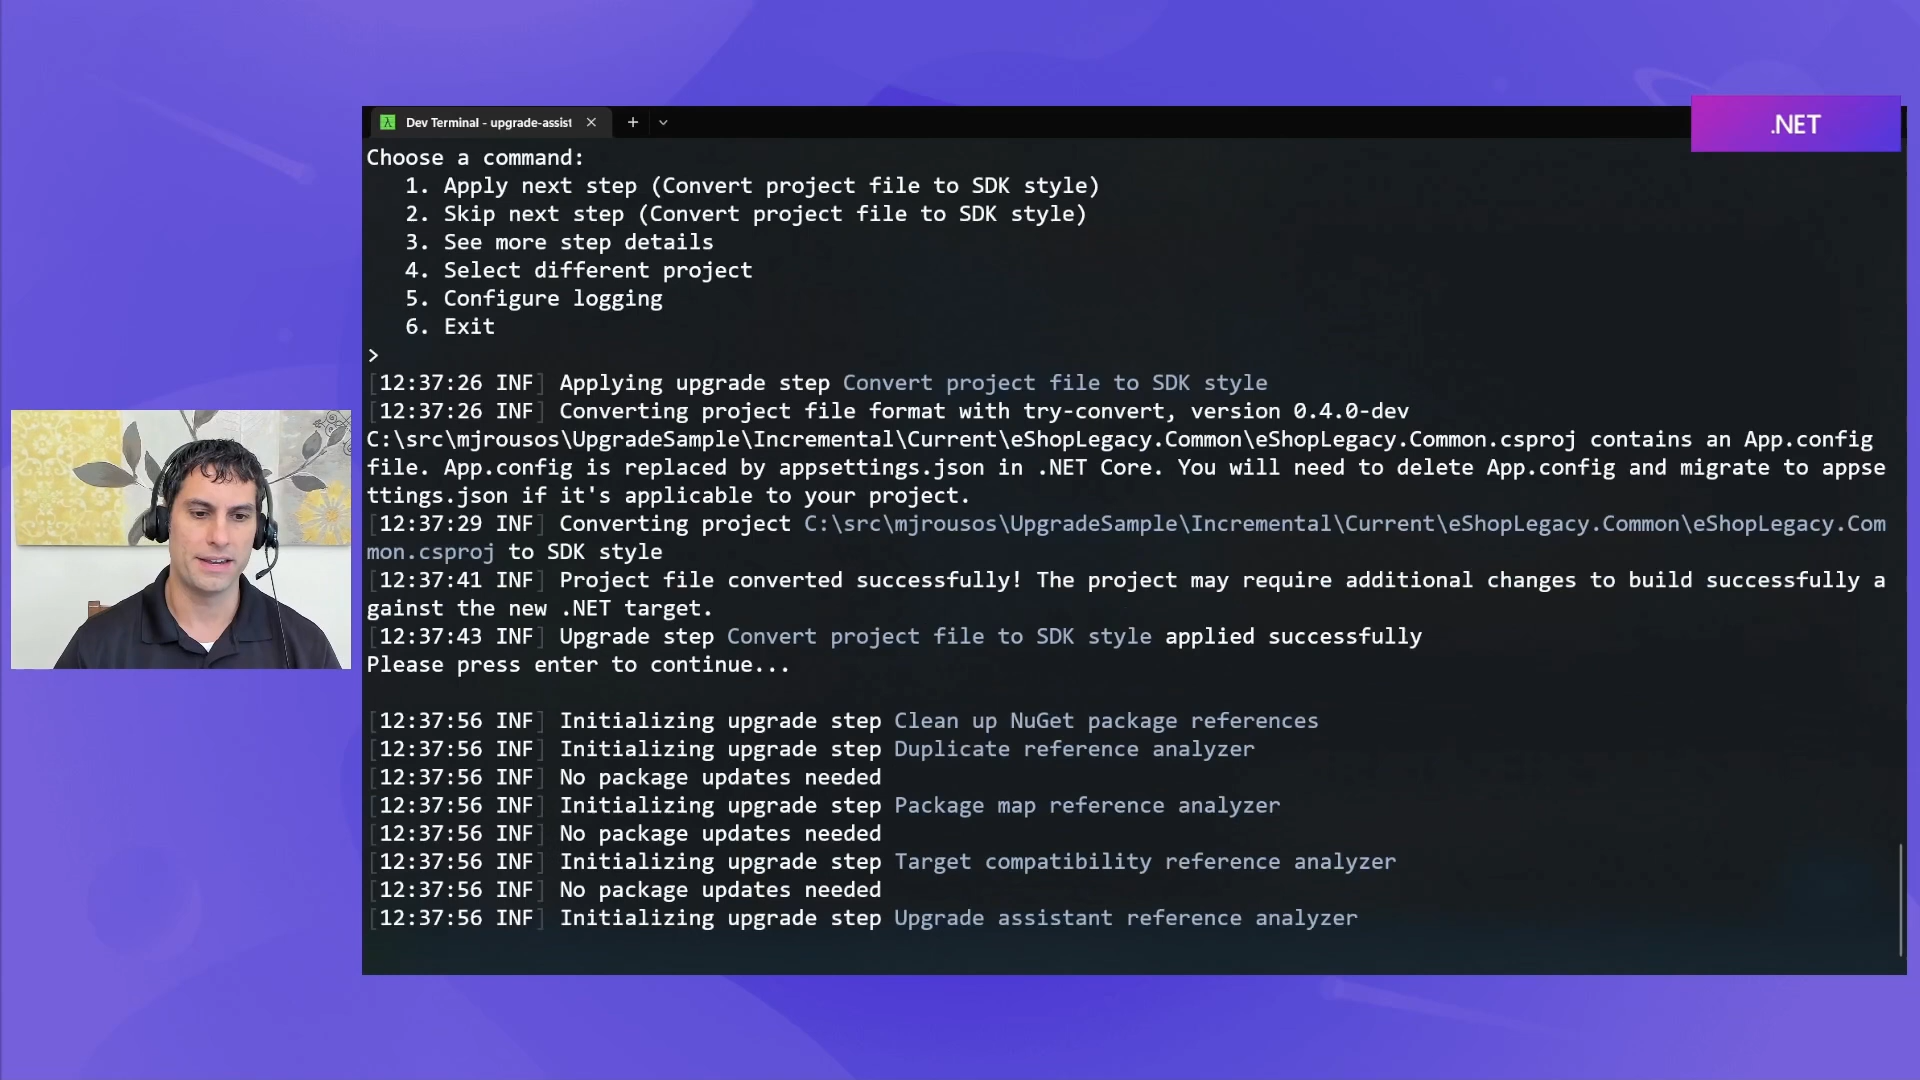 Dev Terminal - upgrade-assist
.NET
Choose a command:
1. Apply next step (Convert project file to SDK style)
2. Skip next step (Convert project file to SDK style)
3. See more step details
4. Select different project
5. Configure logging
6. Exit
>
[12:37:26 INF] Applying upgrade step Convert project file to SDK style
[12:37:26 INF] Converting project file format with try-convert, version 0.4.0-dev
C:\src\mjrousos\UpgradeSample\Incremental\Current\eShopLegacy.Common\eShopLegacy.Common.csproj contains an App.config
file. App.config is replaced by appsettings.json in .NET Core. You will need to delete App.config and migrate to appse
ttings.json if it's applicable to your project.
[12:37:29 INF] Converting project C:\src\mjrousos\UpgradeSample\Incremental\Current\eShopLegacy.Common\eShopLegacy.Com
mon.csproj to SDK style
[12:37:41 INF] Project file converted successfully! The project may require additional changes to build successfully a
gainst the new .NET target.
[12:37:43 INF] Upgrade step Convert project file to SDK style applied successfully
Please press enter to continue...
[12:37:56 INF] Initializing upgrade step Clean up NuGet package references
[12:37:56 INF] Initializing upgrade step Duplicate reference analyzer
[12:37:56 INF] No package updates needed
[12:37:56 INF] Initializing upgrade step Package map reference analyzer
[12:37:56 INF] No package updates needed
[12:37:56 INF] Initializing upgrade step Target compatibility reference analyzer
[12:37:56 INF] No package updates needed
[12:37:56 INF] Initializing upgrade step Upgrade assistant reference analyzer